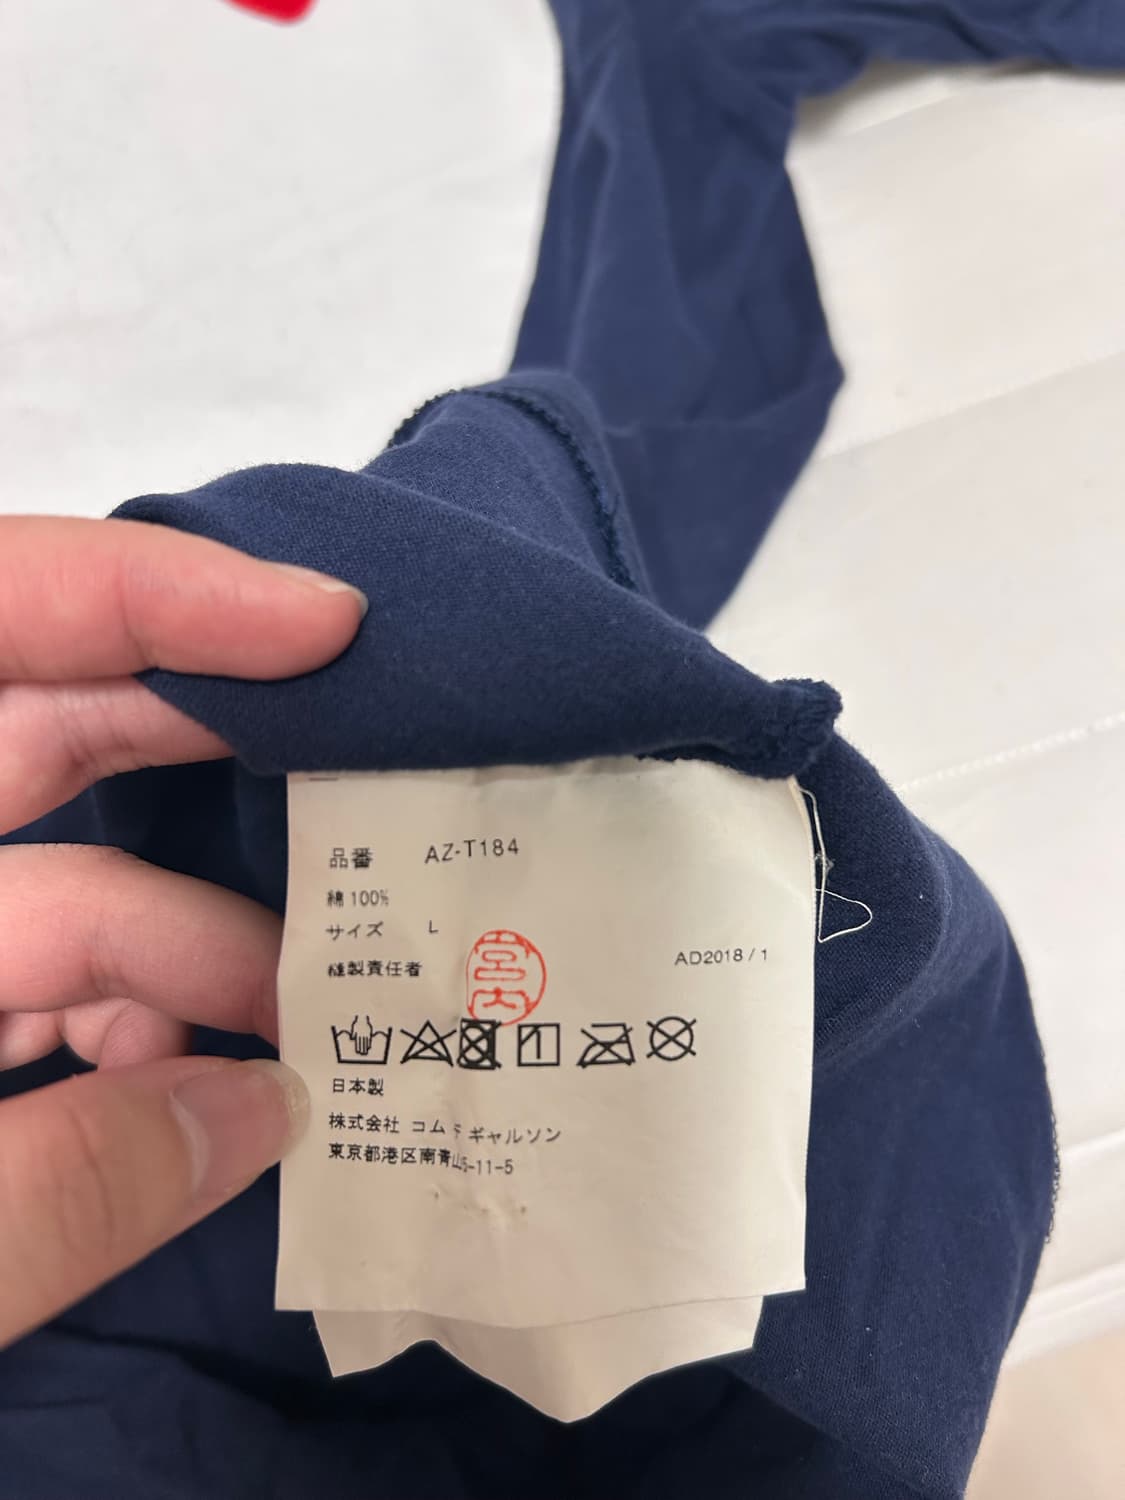 品番 AZ-T184
綿 100%
サイズ L
縫製責任者 宮内
AD2018 / 1
日本製
株式会社 コム ギャルソン
東京都港区南青山5-11-5